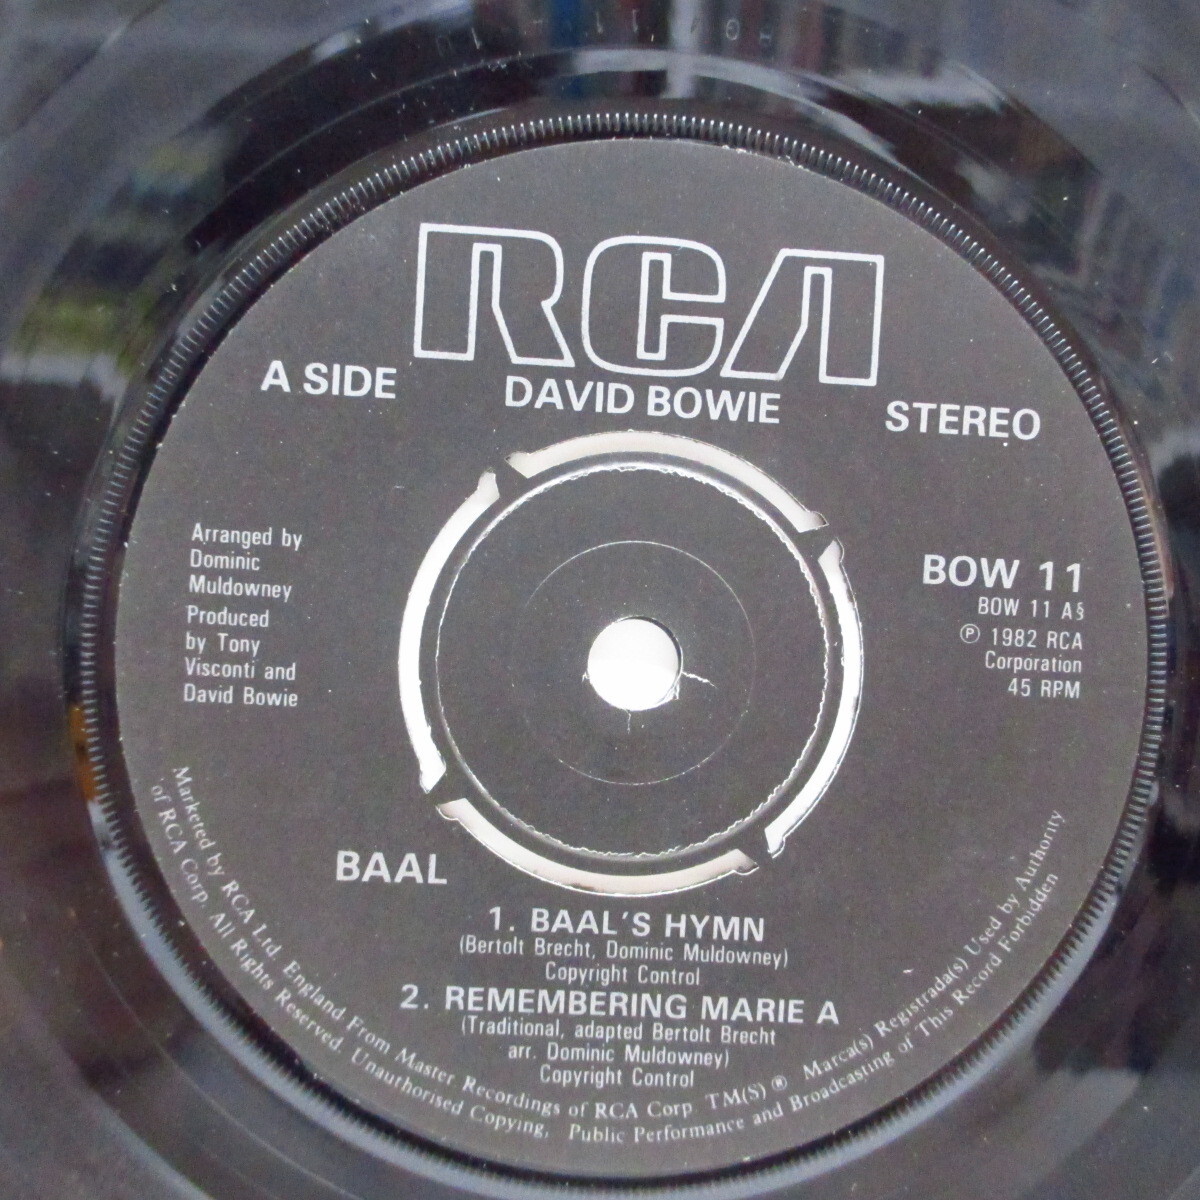 RCA
A SIDE
DAVID BOWIE
STEREO
Arranged by
Dominic
Muldowney
Produced
by Tony
Visconti and
David Bowie
BOW 11
BOW 11 A§
℗ 1982 RCA
Corporation
45 RPM
BAAL
1. BAAL'S HYMN
(Bertolt Brecht, Dominic Muldowney)
Copyright Control
2. REMEMBERING MARIE A
(Traditional, adapted Bertolt Brecht
arr. Dominic Muldowney)
Copyright Control
Marketed by RCA Ltd. England From Master Recordings of RCA Corp. TM(S) ® Marca(s) Registrada(s) Used by Authority
of RCA Corp. All Rights Reserved. Unauthorised Copying, Public Performance and Broadcasting of This Record Forbidden